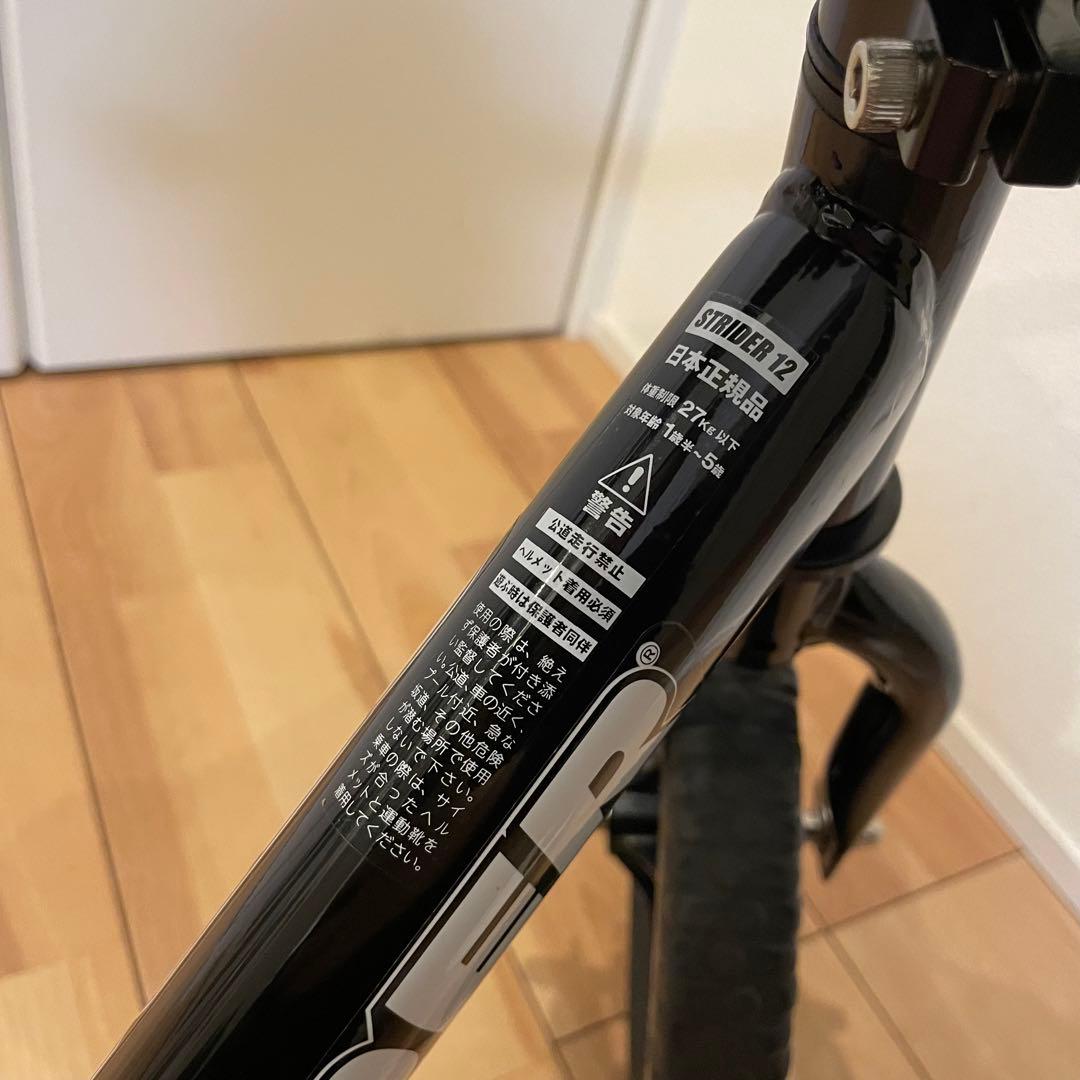 STRIDER 12
日本正規品
体重制限 27Kg 以下
対象年齢 1歳半~5歳
警告
公道走行禁止
ヘルメット着用必須
遊ぶ時は保護者同伴
使用の際は、絶え
ず保護者が付き添
い監督してくださ
い。公道、車の近く、
プール付近、急な
坂道、その他危険
が潜む場所で使用
しないで下さい。
乗車の際は、サイ
ズが合ったヘル
メットと運動靴を
着用してください。
®